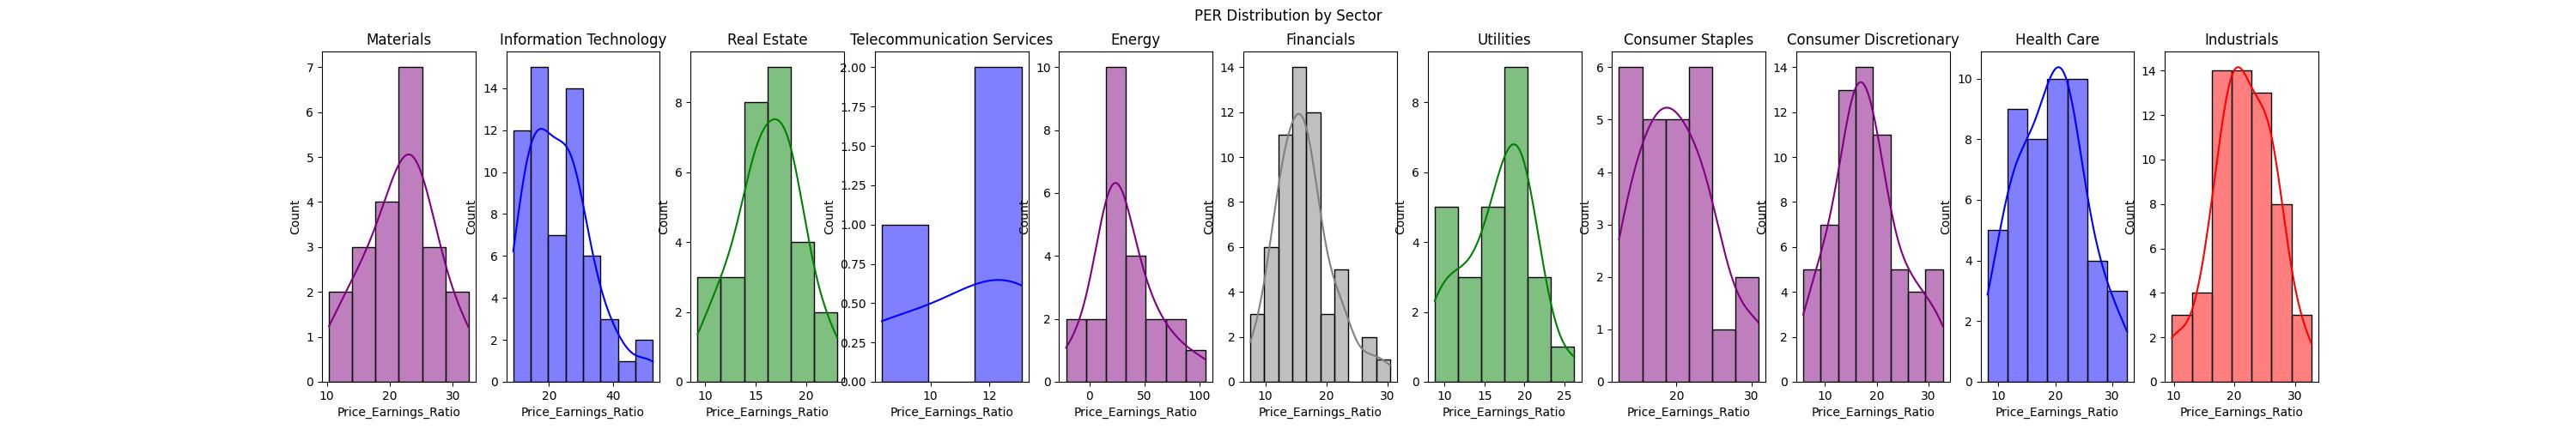 PER Distribution by Sector
Materials
Count
7
6
5
4
3
2
1
0
10 20 30
Price_Earnings_Ratio
Information Technology
Count
14
12
10
8
6
4
2
0
20 40
Price_Earnings_Ratio
Real Estate
Count
8
6
4
2
0
10 15 20
Price_Earnings_Ratio
Telecommunication Services
2.00
1.75
1.50
1.25
1.00
0.75
0.50
0.25
0.00
10 12
Price_Earnings_Ratio
Energy
Count
10
8
6
4
2
0
0 50 100
Price_Earnings_Ratio
Financials
Count
14
12
10
8
6
4
2
0
10 20 30
Price_Earnings_Ratio
Utilities
Count
8
6
4
2
0
10 15 20 25
Price_Earnings_Ratio
Consumer Staples
Count
6
5
4
3
2
1
0
20 30
Price_Earnings_Ratio
Consumer Discretionary
Count
14
12
10
8
6
4
2
0
10 20 30
Price_Earnings_Ratio
Health Care
Count
10
8
6
4
2
0
10 20 30
Price_Earnings_Ratio
Industrials
Count
14
12
10
8
6
4
2
0
10 20 30
Price_Earnings_Ratio